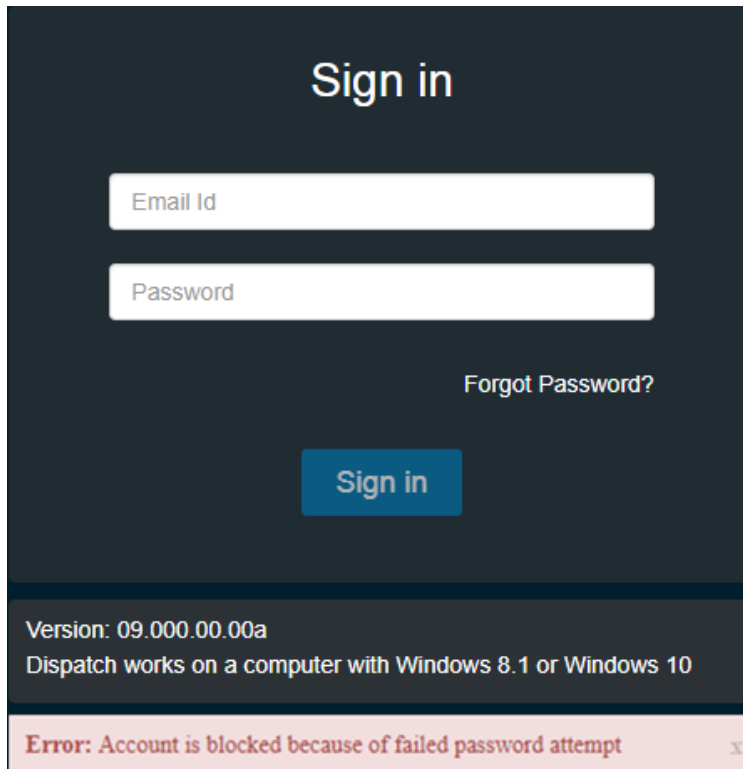 Sign in
Email Id
Password
Forgot Password?
Sign in
Version: 09.000.00.00a
Dispatch works on a computer with Windows 8.1 or Windows 10
Error: Account is blocked because of failed password attempt x